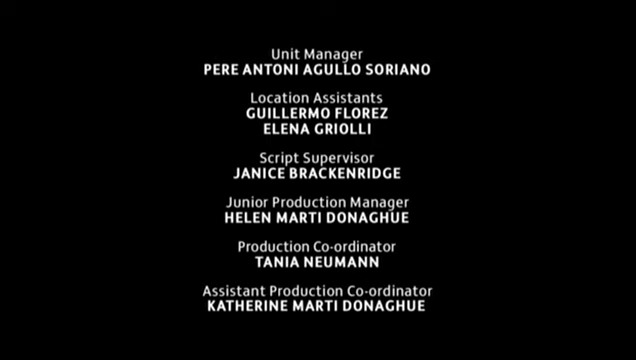 Unit Manager
PERE ANTONI AGULLO SORIANO
Location Assistants
GUILLERMO FLOREZ
ELENA GRIOLLI
Script Supervisor
JANICE BRACKENRIDGE
Junior Production Manager
HELEN MARTI DONAGHUE
Production Co-ordinator
TANIA NEUMANN
Assistant Production Co-ordinator
KATHERINE MARTI DONAGHUE